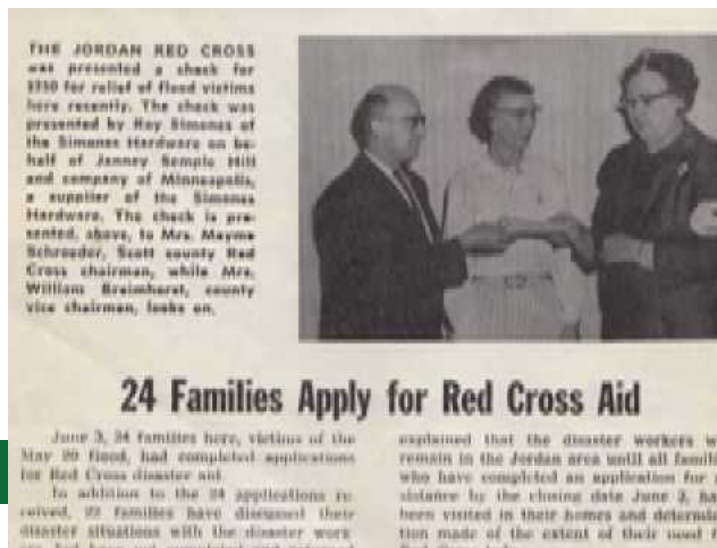 THE JORDAN RED CROSS
was presented a check for
$250 for relief of flood victims
here recently. The check was
presented by Roy Simones of
the Simones Hardware on be-
half of Janney Semple Hill
and company of Minneapolis,
a supplier of the Simones
Hardware. The check is pre-
sented, above, to Mrs. Mayme
Schroeder, Scott county Red
Cross chairman, while Mrs.
William Breimhorst, county
vice chairman, looks on.
24 Families Apply for Red Cross Aid
June 3, 24 families here, victims of the
May 20 flood, had completed applications
for Red Cross disaster aid.
In addition to the 24 applications re-
ceived, 22 families have discussed their
disaster situations with the disaster work-
explained that the disaster workers
remain in the Jordan area until all
who have completed an application for
sistance by the closing date June 3,
been visited in their homes and
tion made of the extent of their need